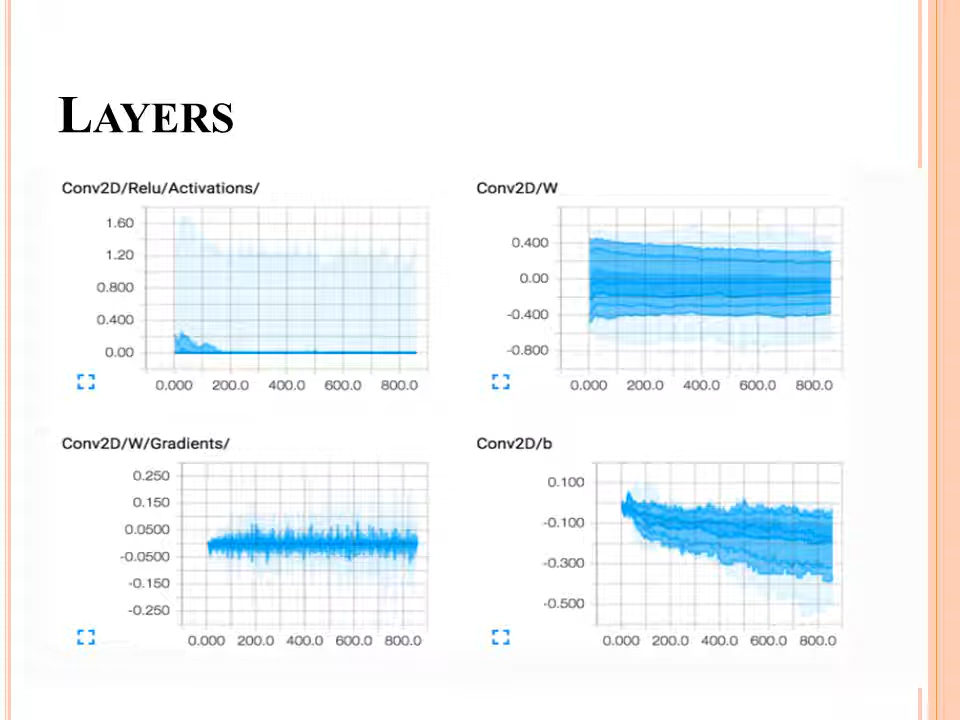 LAYERS
Conv2D/Relu/Activations/
1.60
1.20
0.800
0.400
0.00
0.000 200.0 400.0 600.0 800.0
Conv2D/W
0.400
0.00
-0.400
-0.800
0.000 200.0 400.0 600.0 800.0
Conv2D/W/Gradients/
0.250
0.150
0.0500
-0.0500
-0.150
-0.250
0.000 200.0 400.0 600.0 800.0
Conv2D/b
0.100
-0.100
-0.300
-0.500
0.000 200.0 400.0 600.0 800.0